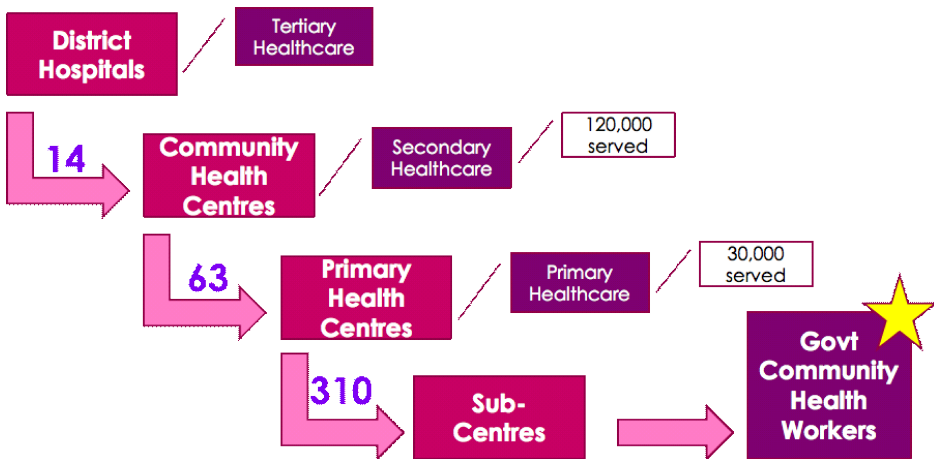 District
Hospitals
Tertiary
Healthcare
14
Community
Health
Centres
Secondary
Healthcare
120,000
served
63
Primary
Health
Centres
Primary
Healthcare
30,000
served
310
Sub-
Centres
Govt
Community
Health
Workers